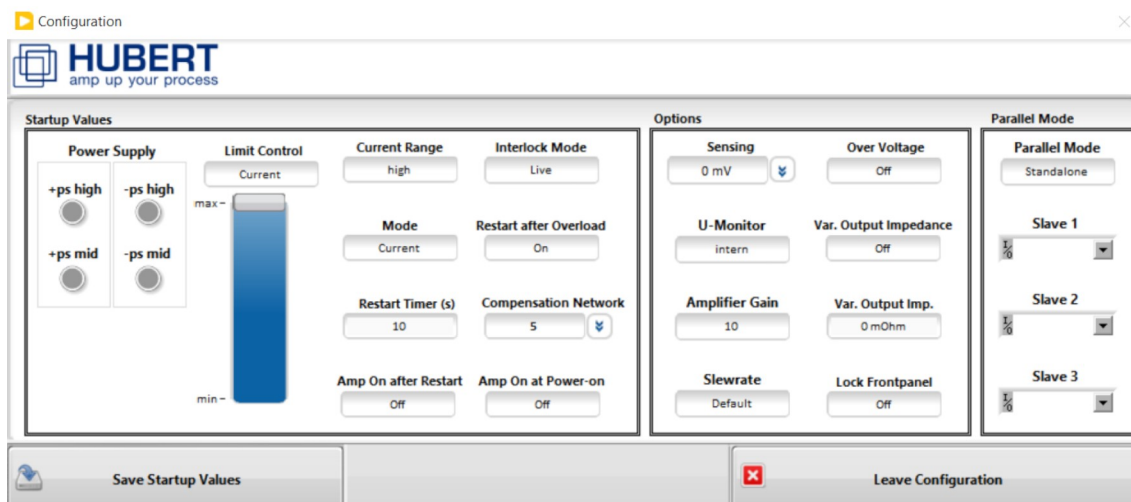 Configuration
HUBERT
amp up your process
Startup Values
Power Supply
+ps high
-ps high
+ps mid
-ps mid
Limit Control
Current
max
min
Current Range
high
Interlock Mode
Live
Mode
Current
Restart after Overload
On
Restart Timer (s)
10
Compensation Network
5
Amp On after Restart
Off
Amp On at Power-on
Off
Options
Sensing
0 mV
Over Voltage
Off
U-Monitor
intern
Var. Output Impedance
Off
Amplifier Gain
10
Var. Output Imp.
0 mOhm
Slewrate
Default
Lock Frontpanel
Off
Parallel Mode
Parallel Mode
Standalone
Slave 1
I/O
Slave 2
I/O
Slave 3
I/O
Save Startup Values
Leave Configuration